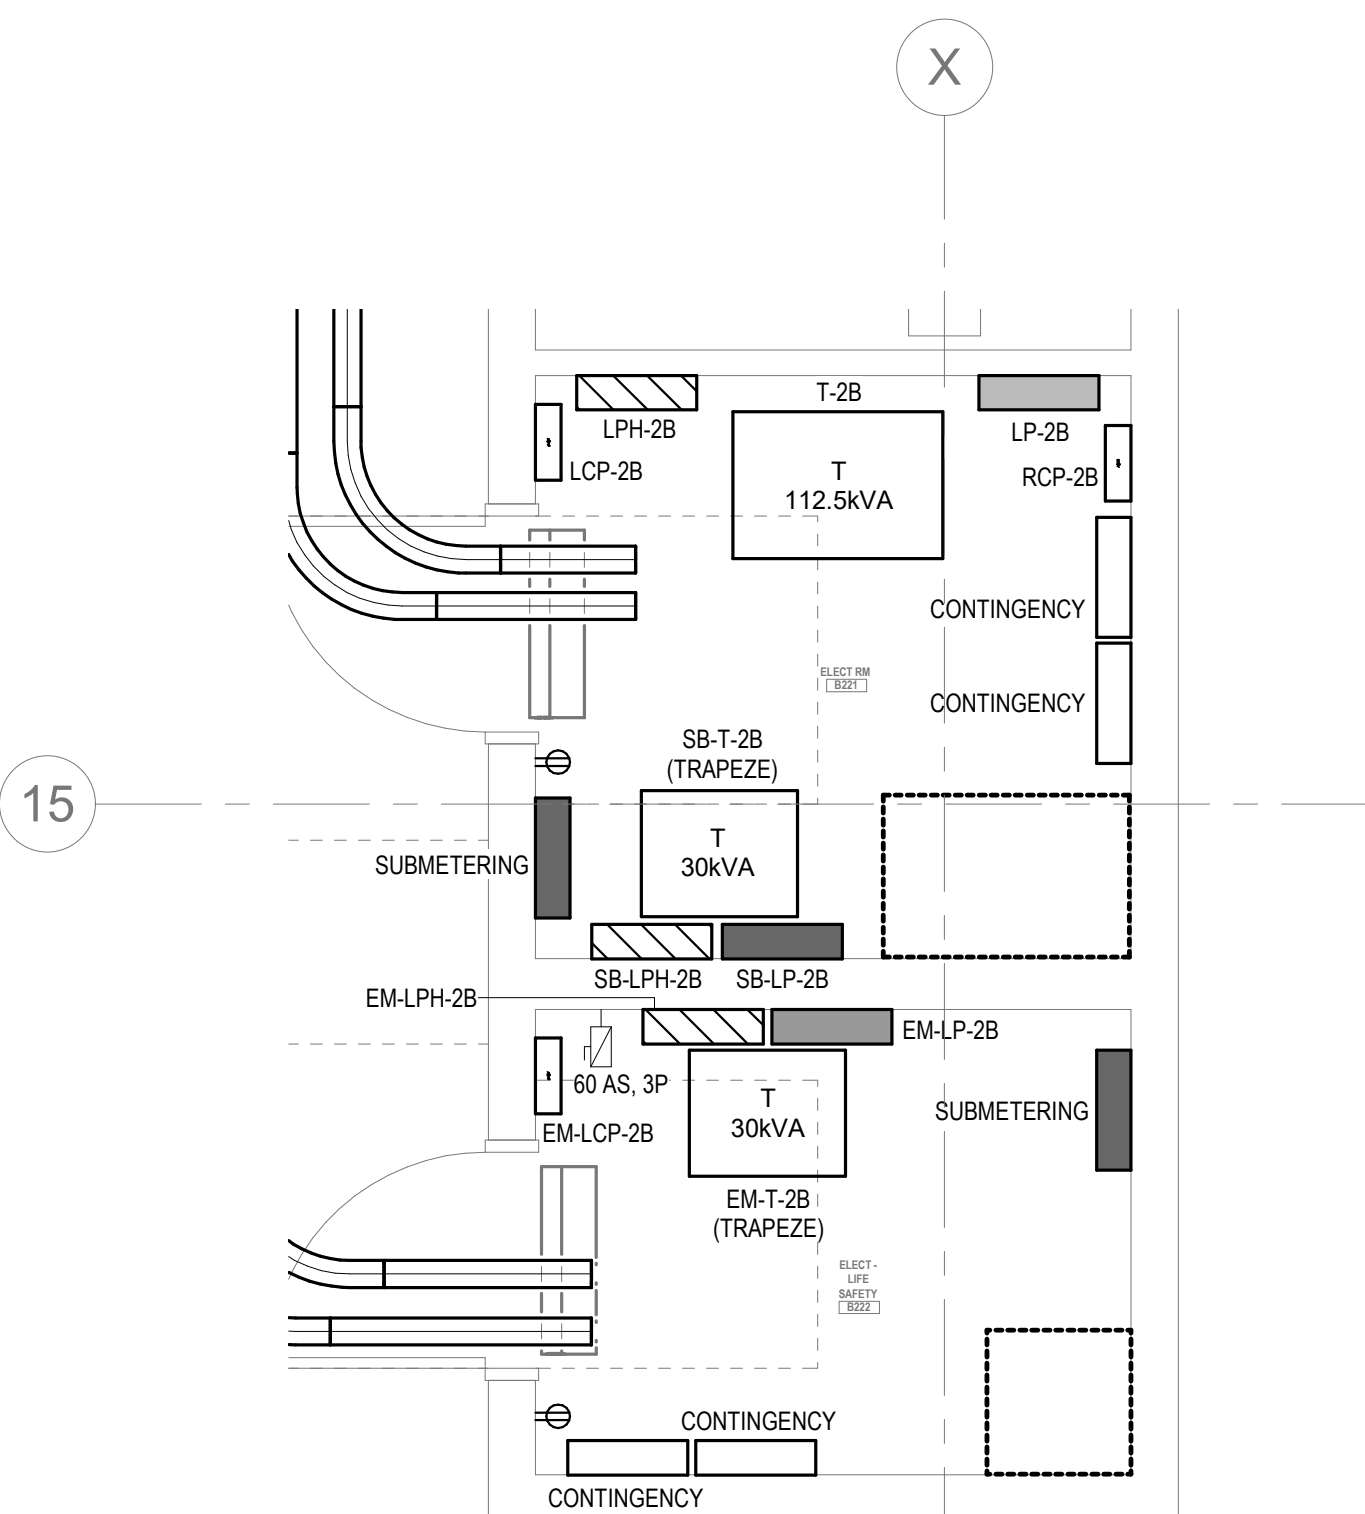 X
T-2B
LPH-2B
LP-2B
LCP-2B
RCP-2B
T
112.5kVA
CONTINGENCY
ELECT RM
B221
CONTINGENCY
SB-T-2B
(TRAPEZE)
15
T
30kVA
SUBMETERING
SB-LPH-2B
SB-LP-2B
EM-LPH-2B
EM-LP-2B
60 AS, 3P
T
30kVA
SUBMETERING
EM-LCP-2B
EM-T-2B
(TRAPEZE)
ELECT -
LIFE
SAFETY
B222
CONTINGENCY
CONTINGENCY